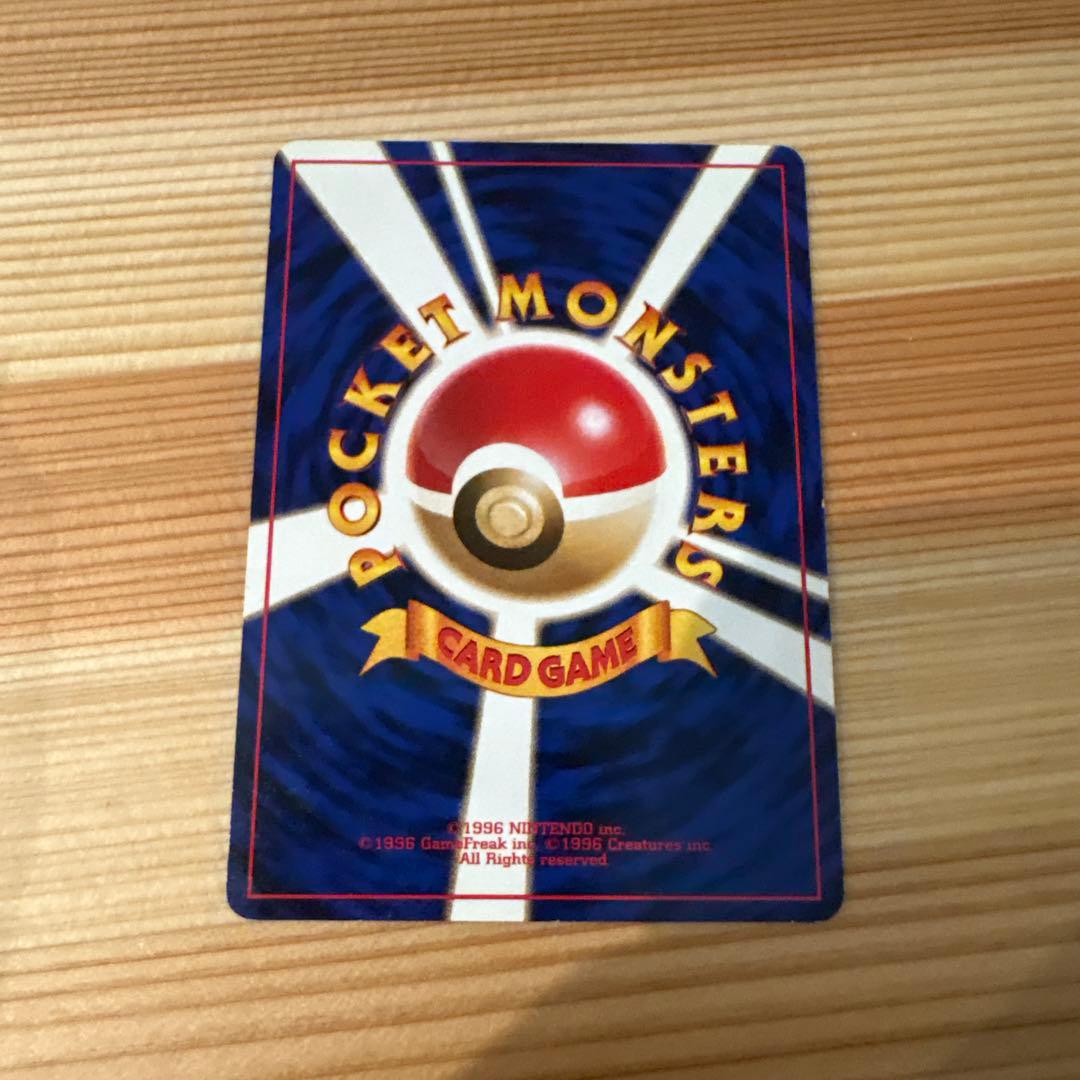 POCKET MONSTERS
CARD GAME
©1996 NINTENDO inc.
©1996 GameFreak inc. ©1996 Creatures inc.
All Rights reserved.